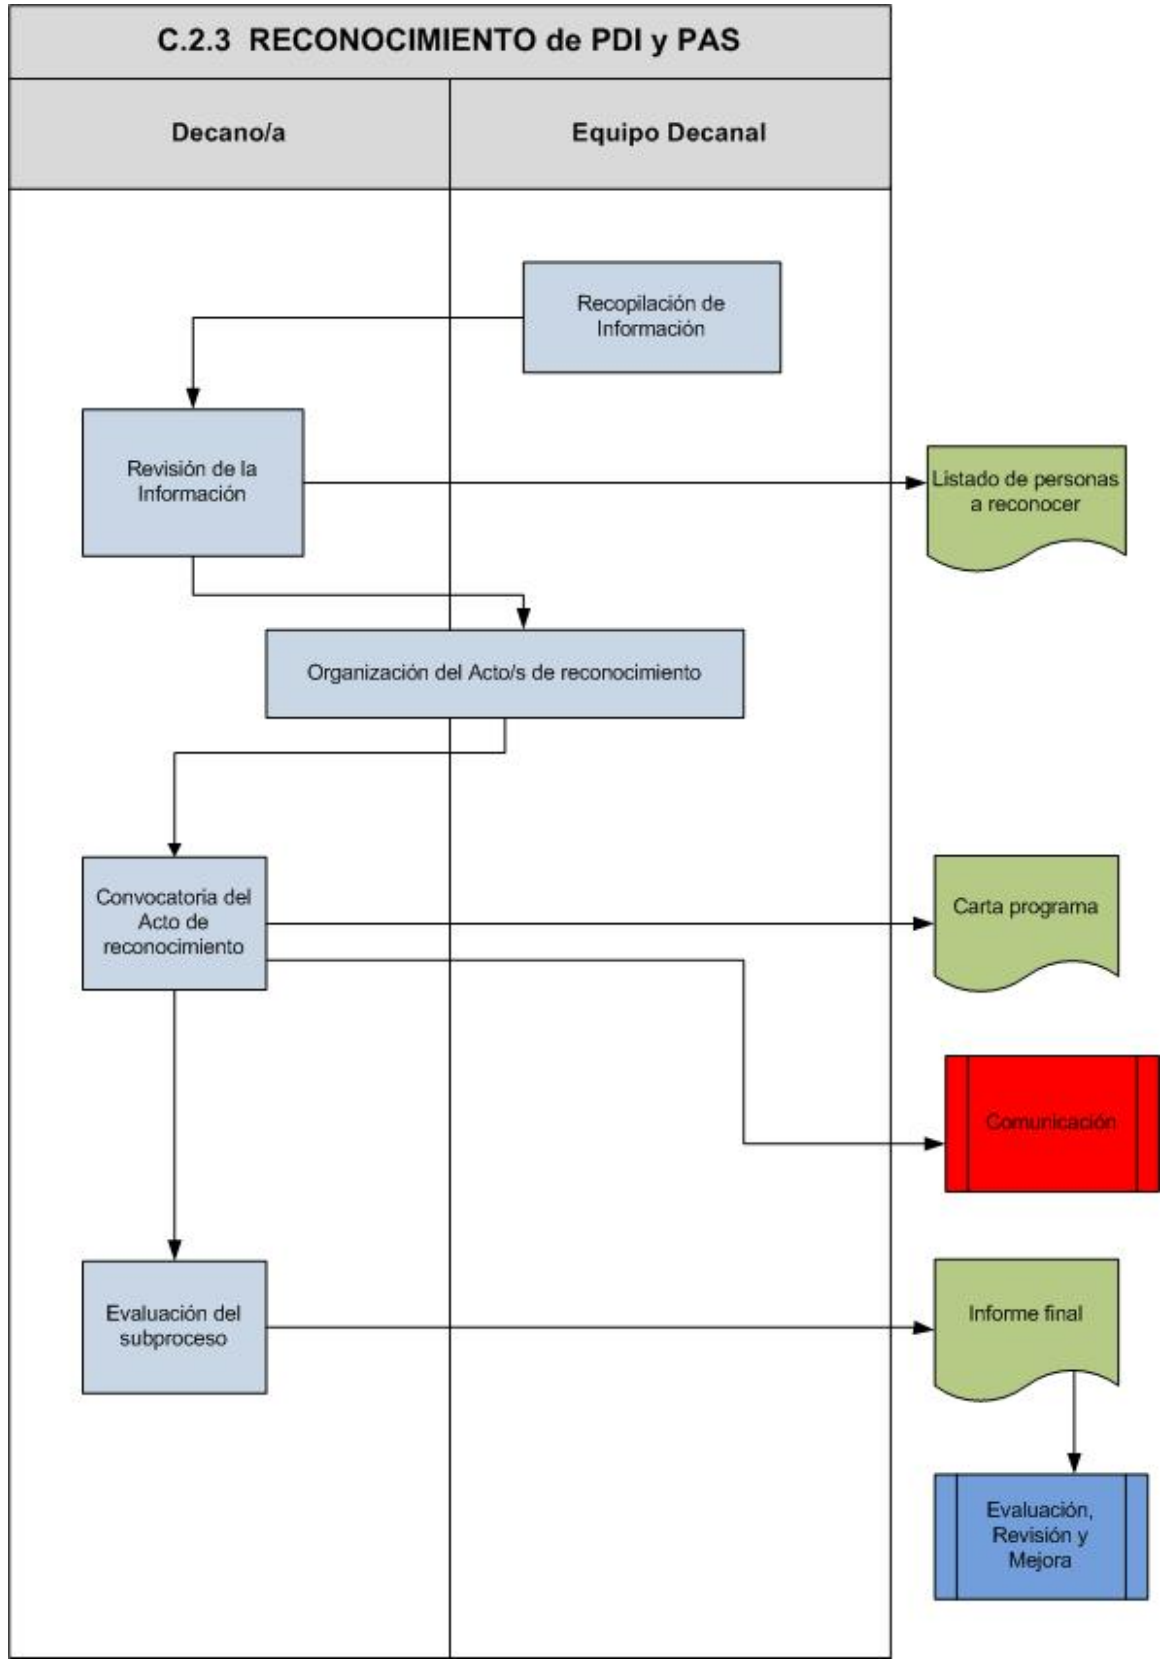 C.2.3 RECONOCIMIENTO de PDI y PAS
Decano/a
Equipo Decanal
Recopilación de
Información
Revisión de la
Información
Listado de personas
a reconocer
Organización del Acto/s de reconocimiento
Convocatoria del
Acto de
reconocimiento
Carta programa
Comunicación
Evaluación del
subproceso
Informe final
Evaluación,
Revisión y
Mejora